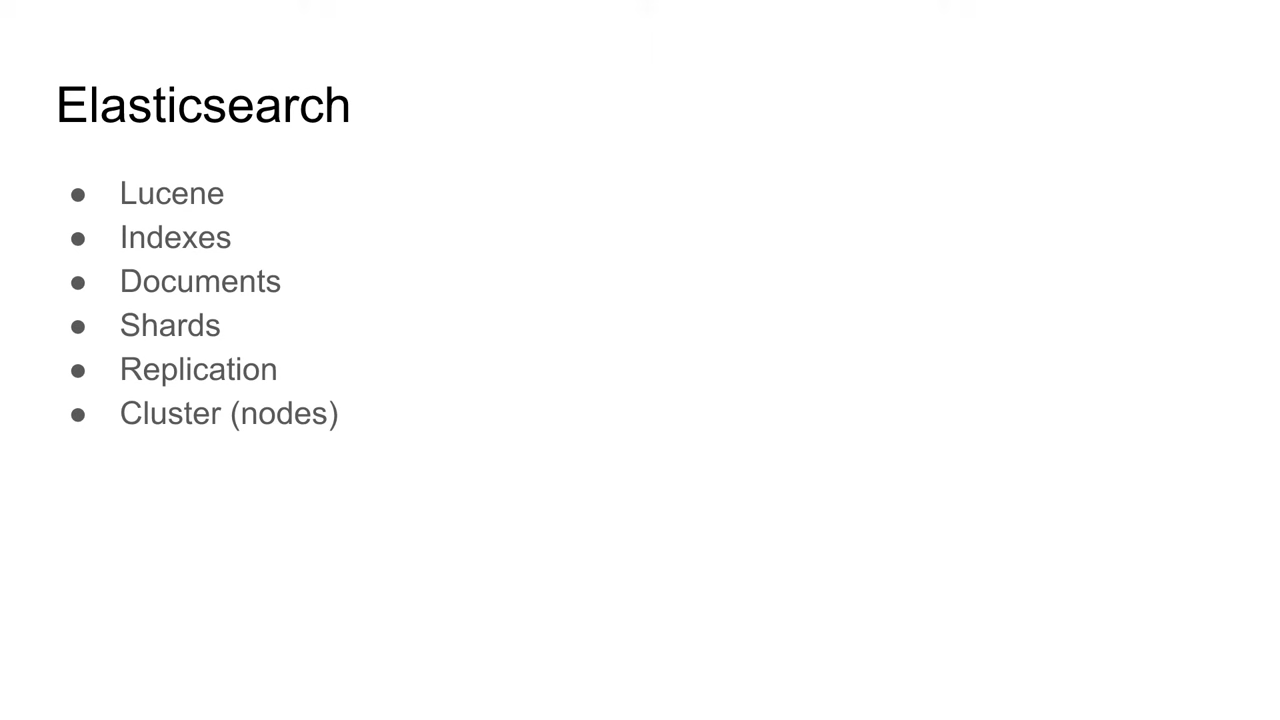 Elasticsearch
● Lucene
● Indexes
● Documents
● Shards
● Replication
● Cluster (nodes)